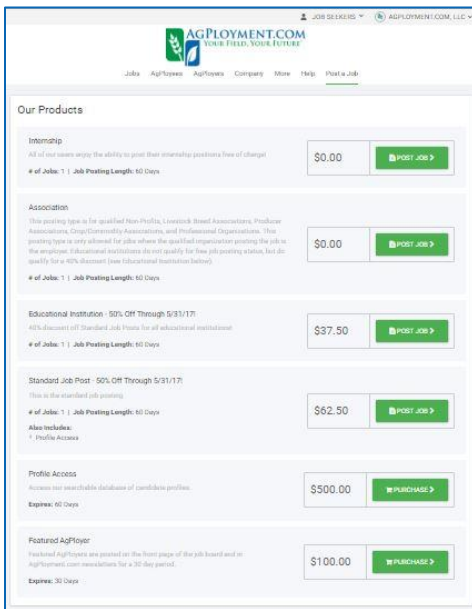 JOB SEEKERS
AGPLOYMENT.COM, LLC
AGPLOYMENT.COM
YOUR FIELD, YOUR FUTURE
Jobs AgPloyees AgPloyers Company More Help Post a Job
Our Products
Internship
All of our users enjoy the ability to post their internship positions free of charge!
# of Jobs: 1 | Job Posting Length: 60 Days
$0.00
POST JOB >
Association
This posting type is for qualified Non-Profits, Livestock Breed Associations, Producer
Associations, Crop/Commodity Associations, and Professional Organizations. This
posting type is only allowed for jobs where the qualified organization posting the job is
the employer. Educational institutions do not qualify for free job posting status, but do
qualify for a 40% discount (see Educational Institution below)
# of Jobs: 1 | Job Posting Length: 60 Days
$0.00
POST JOB >
Educational Institution - 50% Off Through 5/31/17!
40% discount off Standard Job Posts for all educational institutions!
# of Jobs: 1 | Job Posting Length: 60 Days
$37.50
POST JOB >
Standard Job Post - 50% Off Through 5/31/17!
This is the standard job posting.
# of Jobs: 1 | Job Posting Length: 60 Days
Also Includes:
* Profile Access
$62.50
POST JOB >
Profile Access
Access our searchable database of candidate profiles.
Expires: 60 Days
$500.00
PURCHASE >
Featured AgPloyer
Featured AgPloyers are posted on the front page of the job board and in
AgPloyment.com newsletters for a 30 day period.
Expires: 30 Days
$100.00
PURCHASE >